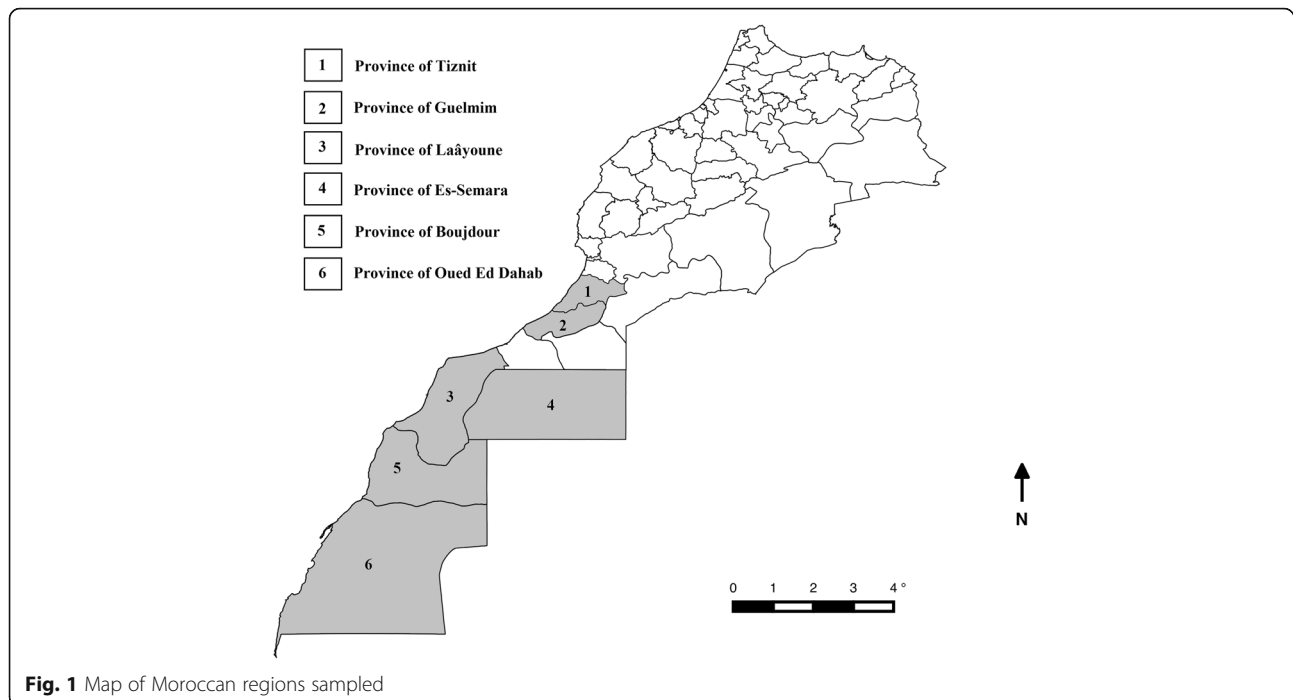 1 Province of Tiznit
2 Province of Guelmim
3 Province of Laâyoune
4 Province of Es-Semara
5 Province of Boujdour
6 Province of Oued Ed Dahab
1
2
3
4
5
6
N
0 1 2 3 4 °
Fig. 1 Map of Moroccan regions sampled